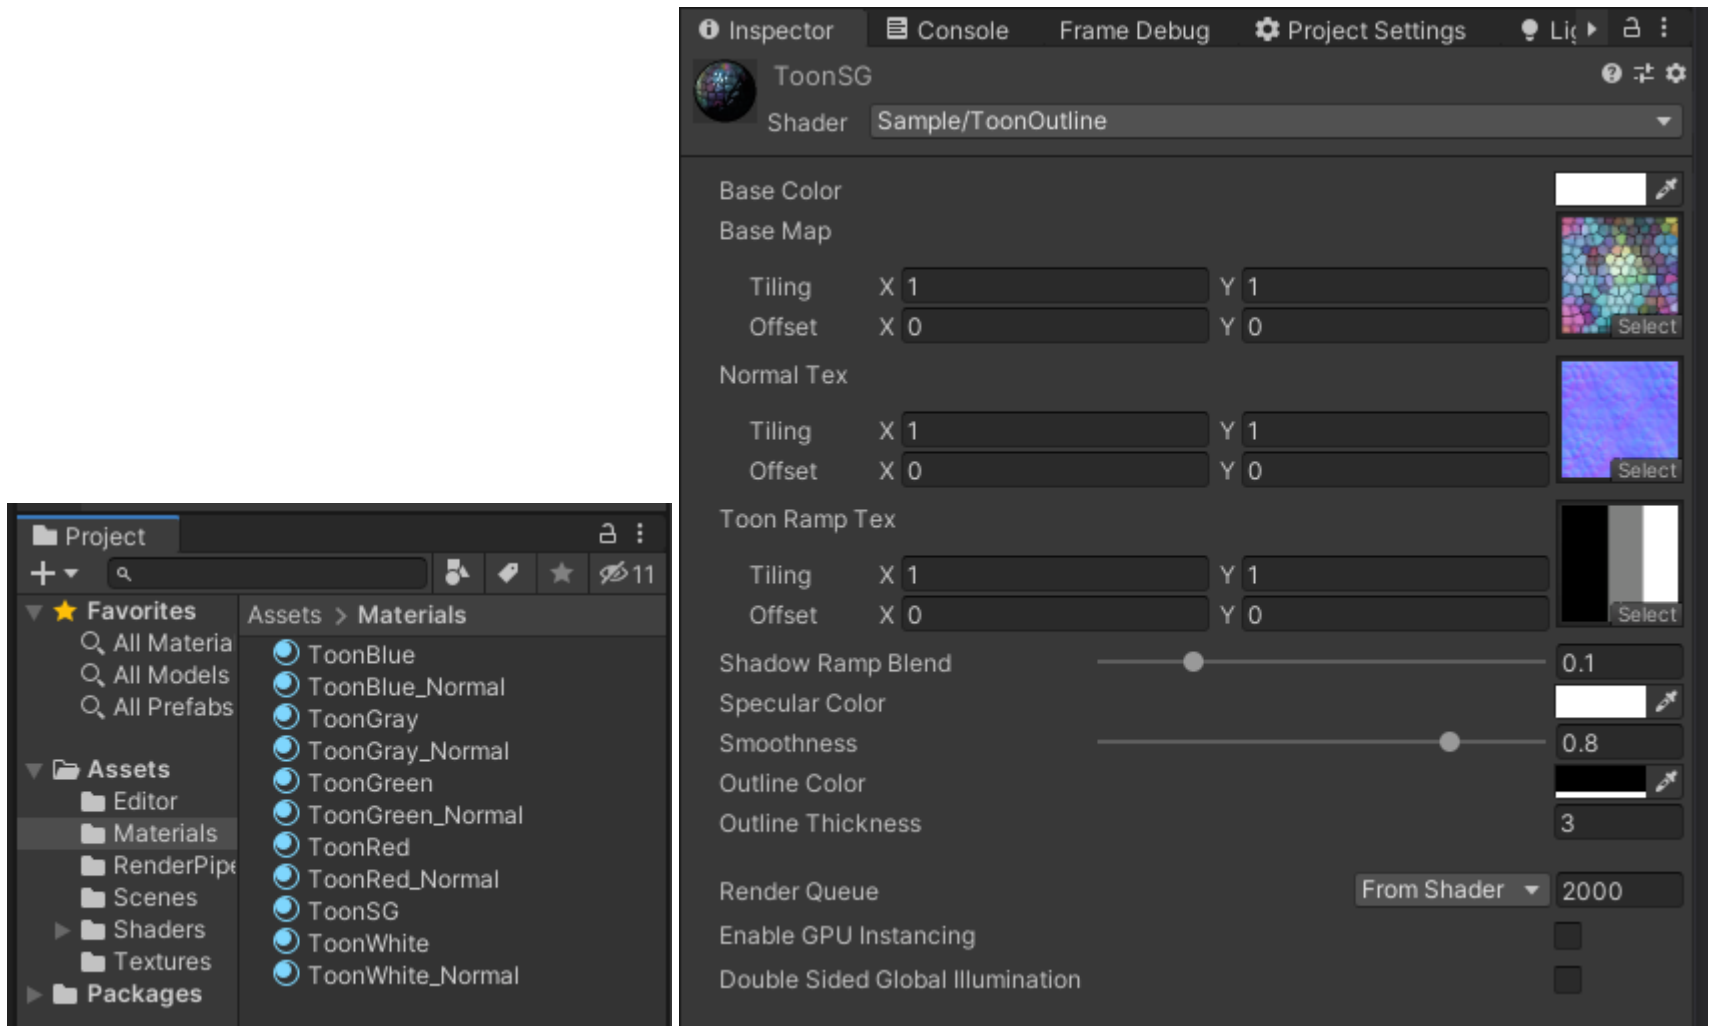 Project
11
Favorites
All Materia
All Models
All Prefabs
Assets
Editor
Materials
RenderPipe
Scenes
Shaders
Textures
Packages
Assets > Materials
ToonBlue
ToonBlue_Normal
ToonGray
ToonGray_Normal
ToonGreen
ToonGreen_Normal
ToonRed
ToonRed_Normal
ToonSG
ToonWhite
ToonWhite_Normal
Inspector Console Frame Debug Project Settings Lig
ToonSG
Shader Sample/ToonOutline
Base Color
Base Map
Tiling X 1 Y 1
Offset X 0 Y 0
Select
Normal Tex
Tiling X 1 Y 1
Offset X 0 Y 0
Select
Toon Ramp Tex
Tiling X 1 Y 1
Offset X 0 Y 0
Select
Shadow Ramp Blend 0.1
Specular Color
Smoothness 0.8
Outline Color
Outline Thickness 3
Render Queue From Shader 2000
Enable GPU Instancing
Double Sided Global Illumination